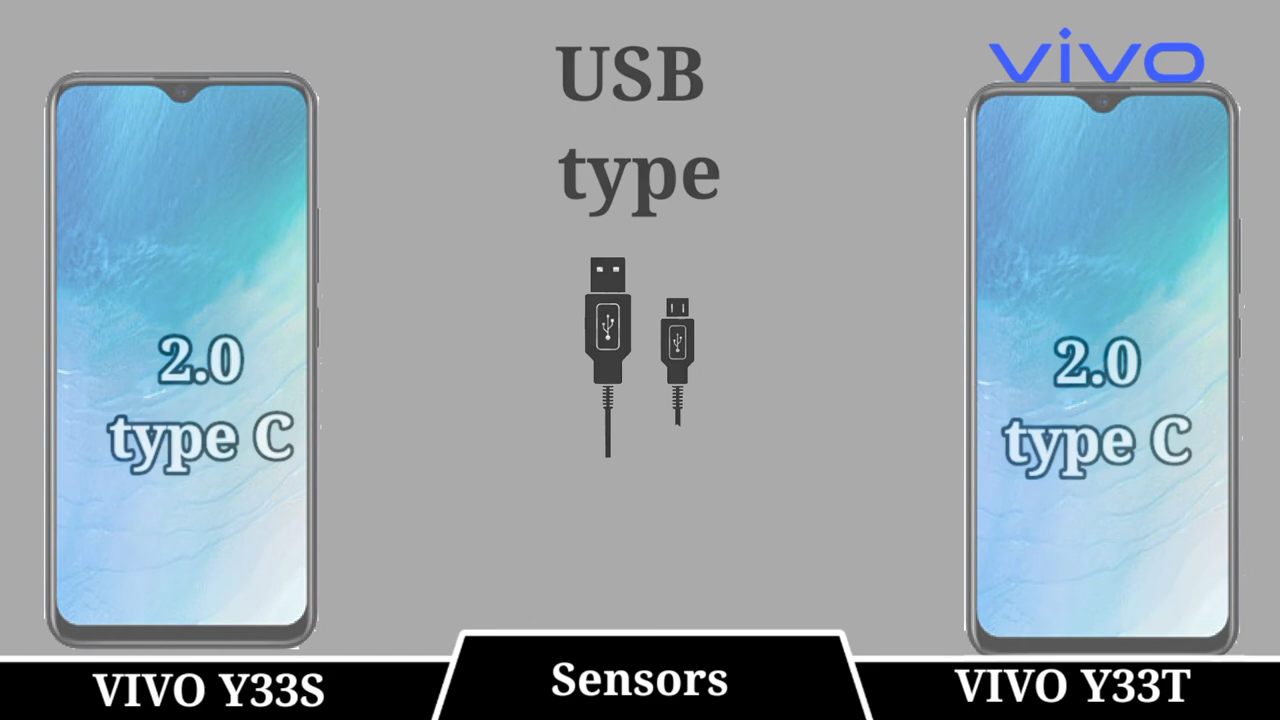 USB
type
vivo
2.0
type C
2.0
type C
VIVO Y33S
Sensors
VIVO Y33T